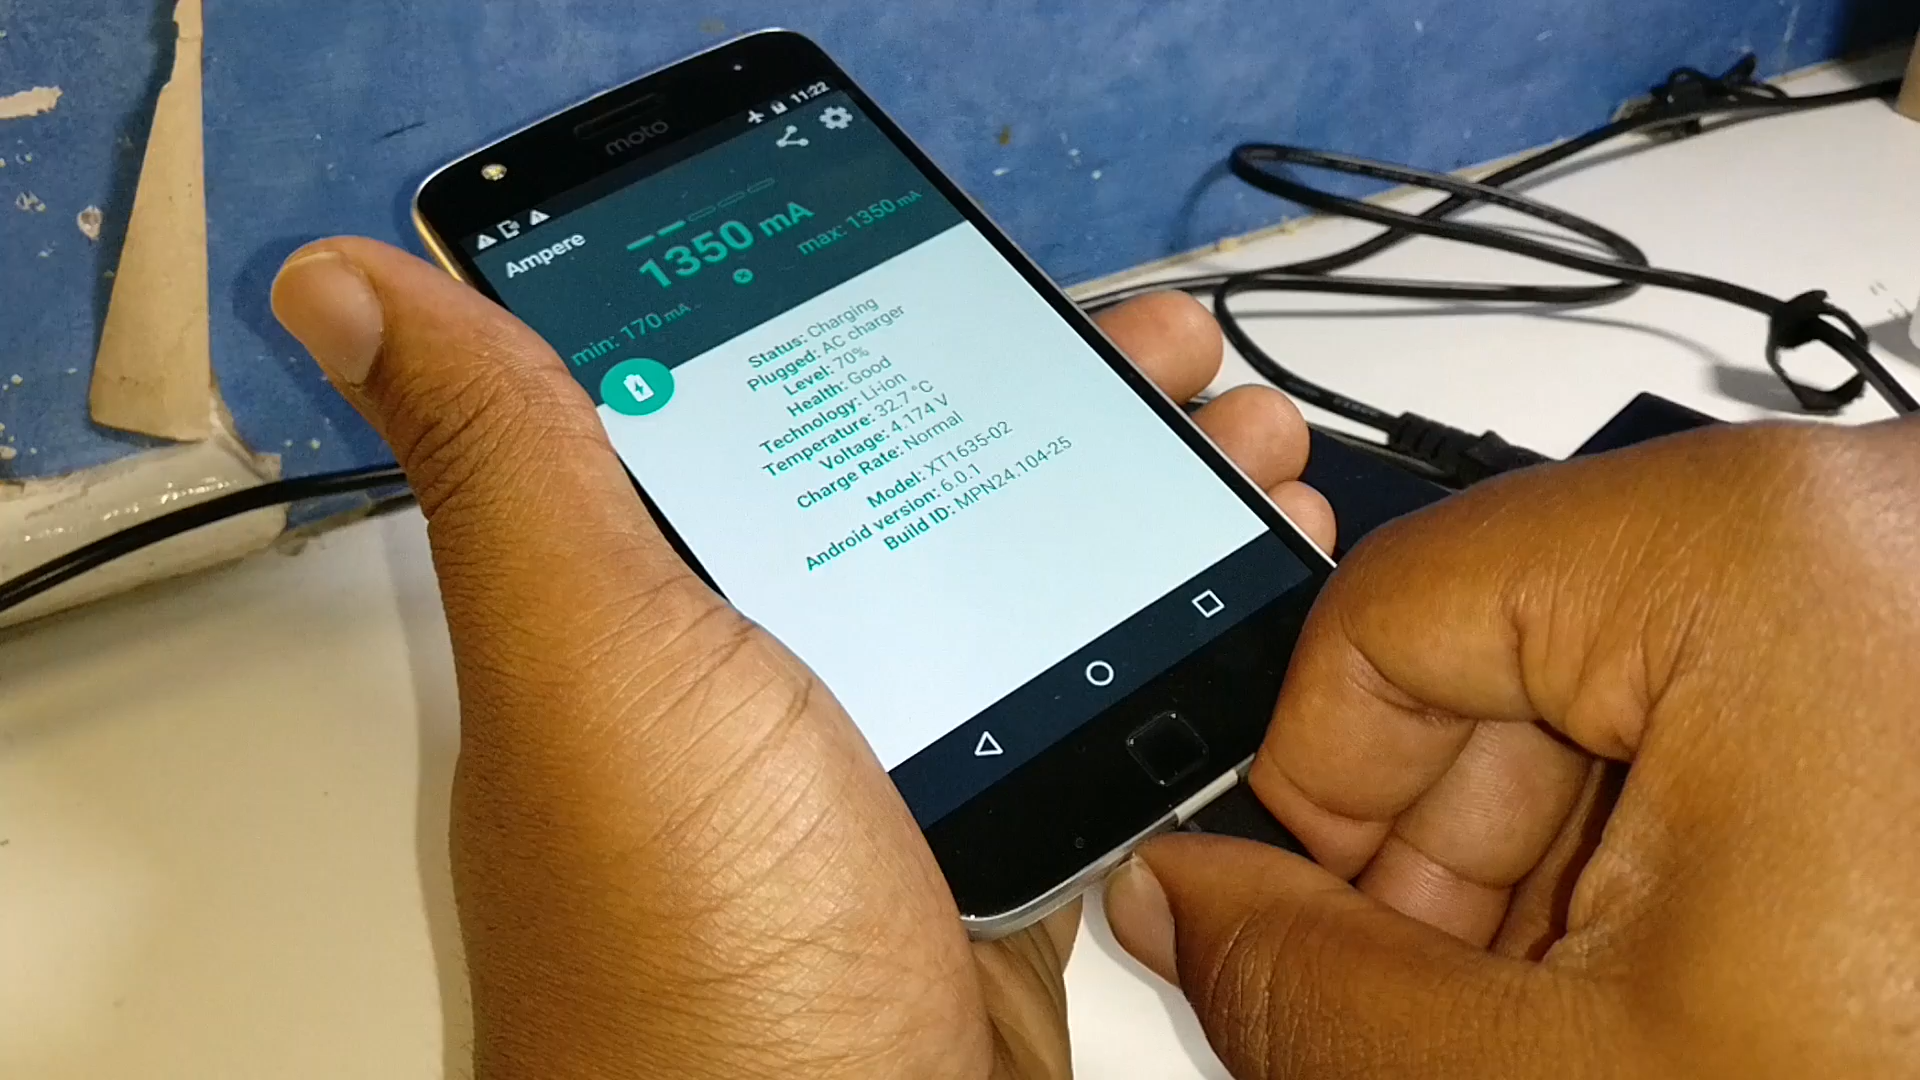 moto
11:22
Ampere
1350 mA
min: 170 mA
max: 1350 mA
Status: Charging
Plugged: AC charger
Level: 70%
Health: Good
Technology: Li-ion
Temperature: 32.7 °C
Voltage: 4.174 V
Charge Rate: Normal
Model: XT1635-02
Android version: 6.0.1
Build ID: MPN24.104-25